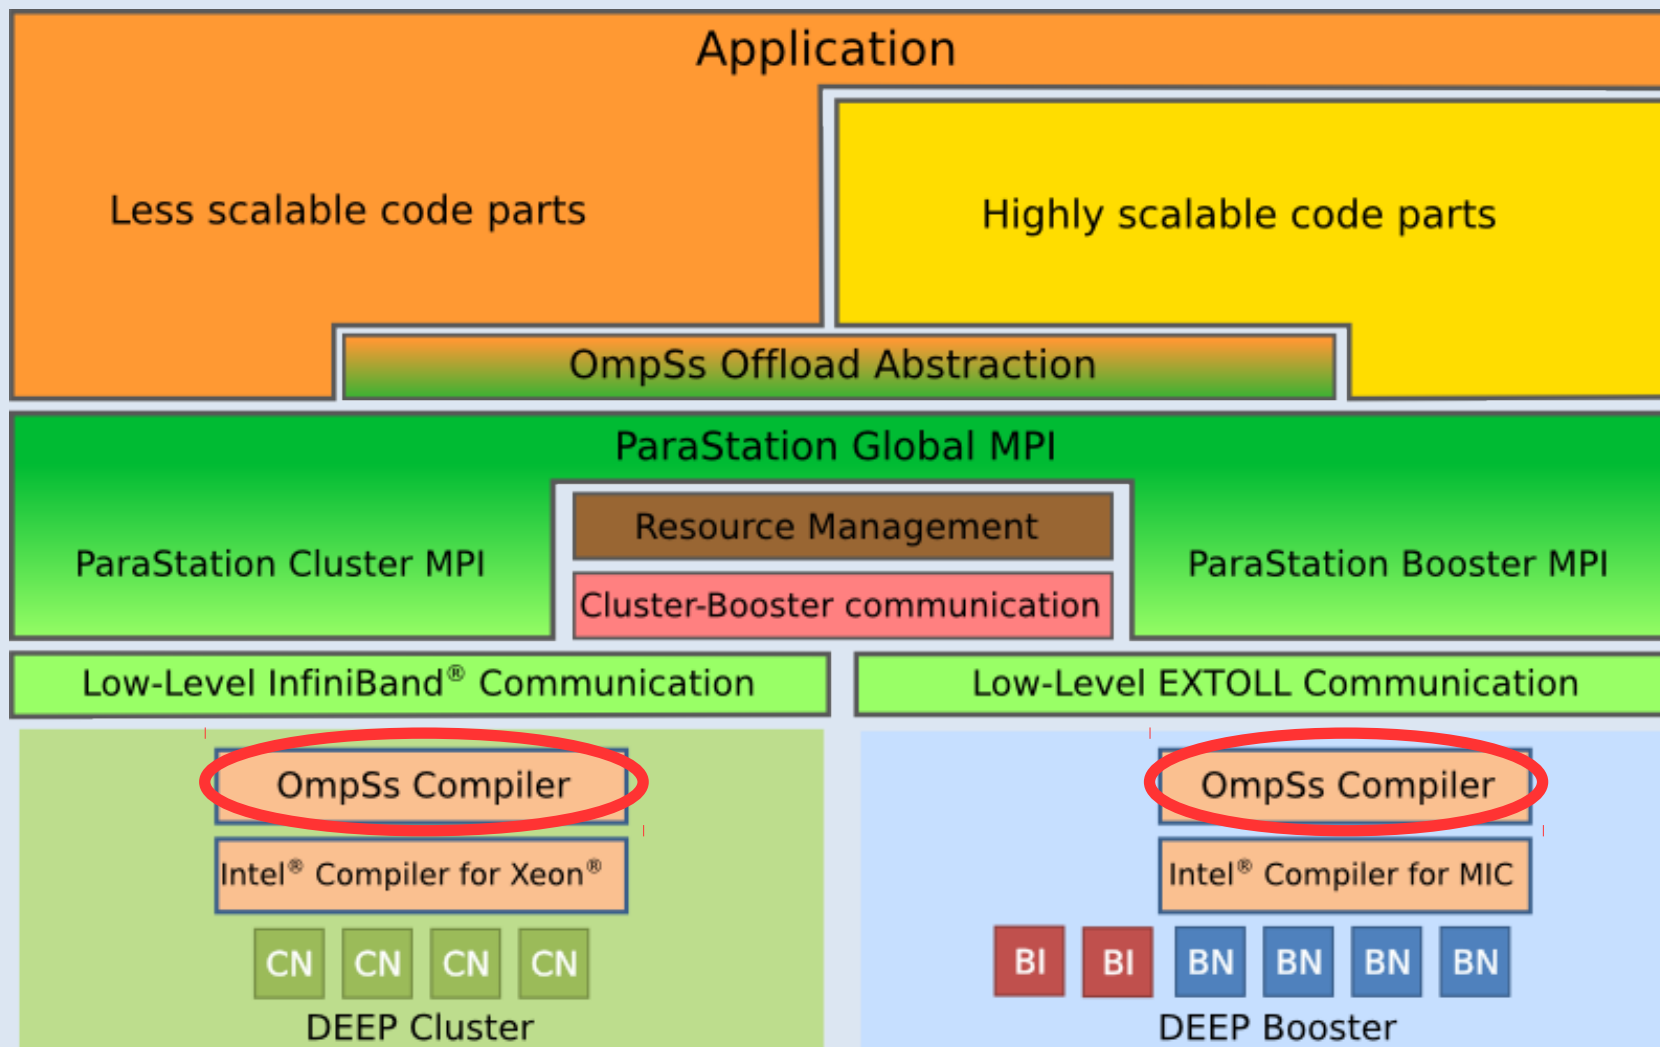 Application
Less scalable code parts
Highly scalable code parts
OmpSs Offload Abstraction
ParaStation Global MPI
Resource Management
ParaStation Cluster MPI
ParaStation Booster MPI
Cluster-Booster communication
Low-Level InfiniBand® Communication
Low-Level EXTOLL Communication
OmpSs Compiler
OmpSs Compiler
Intel® Compiler for Xeon®
Intel® Compiler for MIC
CN CN CN CN
BI BI BN BN BN BN
DEEP Cluster
DEEP Booster